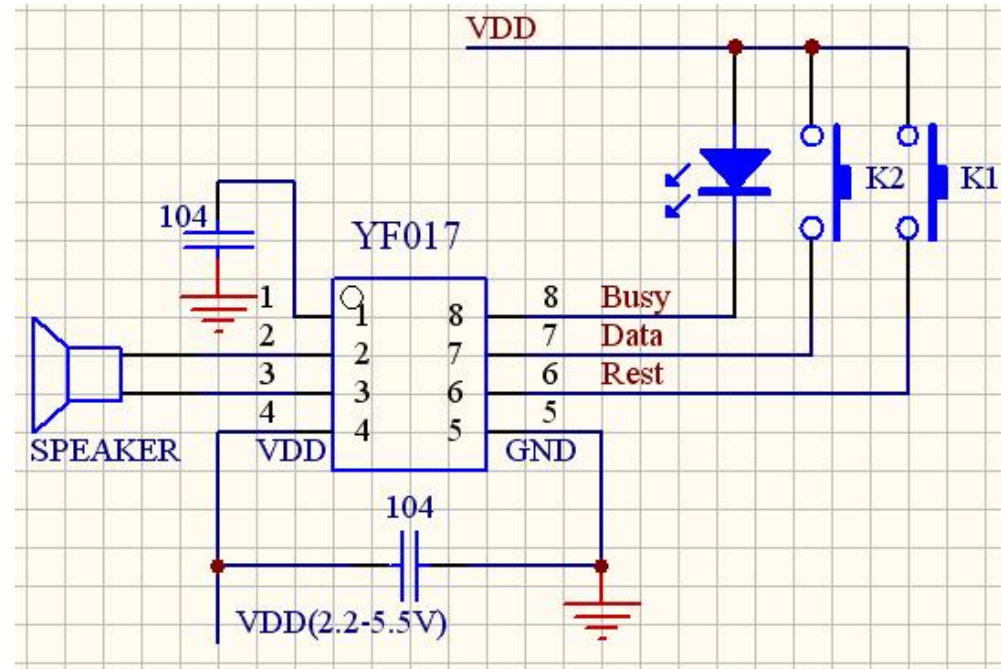 VDD
K2
K1
104
YF017
1
2
3
4
1
2
3
4
8
7
6
5
8 Busy
7 Data
6 Rest
5
SPEAKER
VDD
GND
104
VDD(2.2-5.5V)